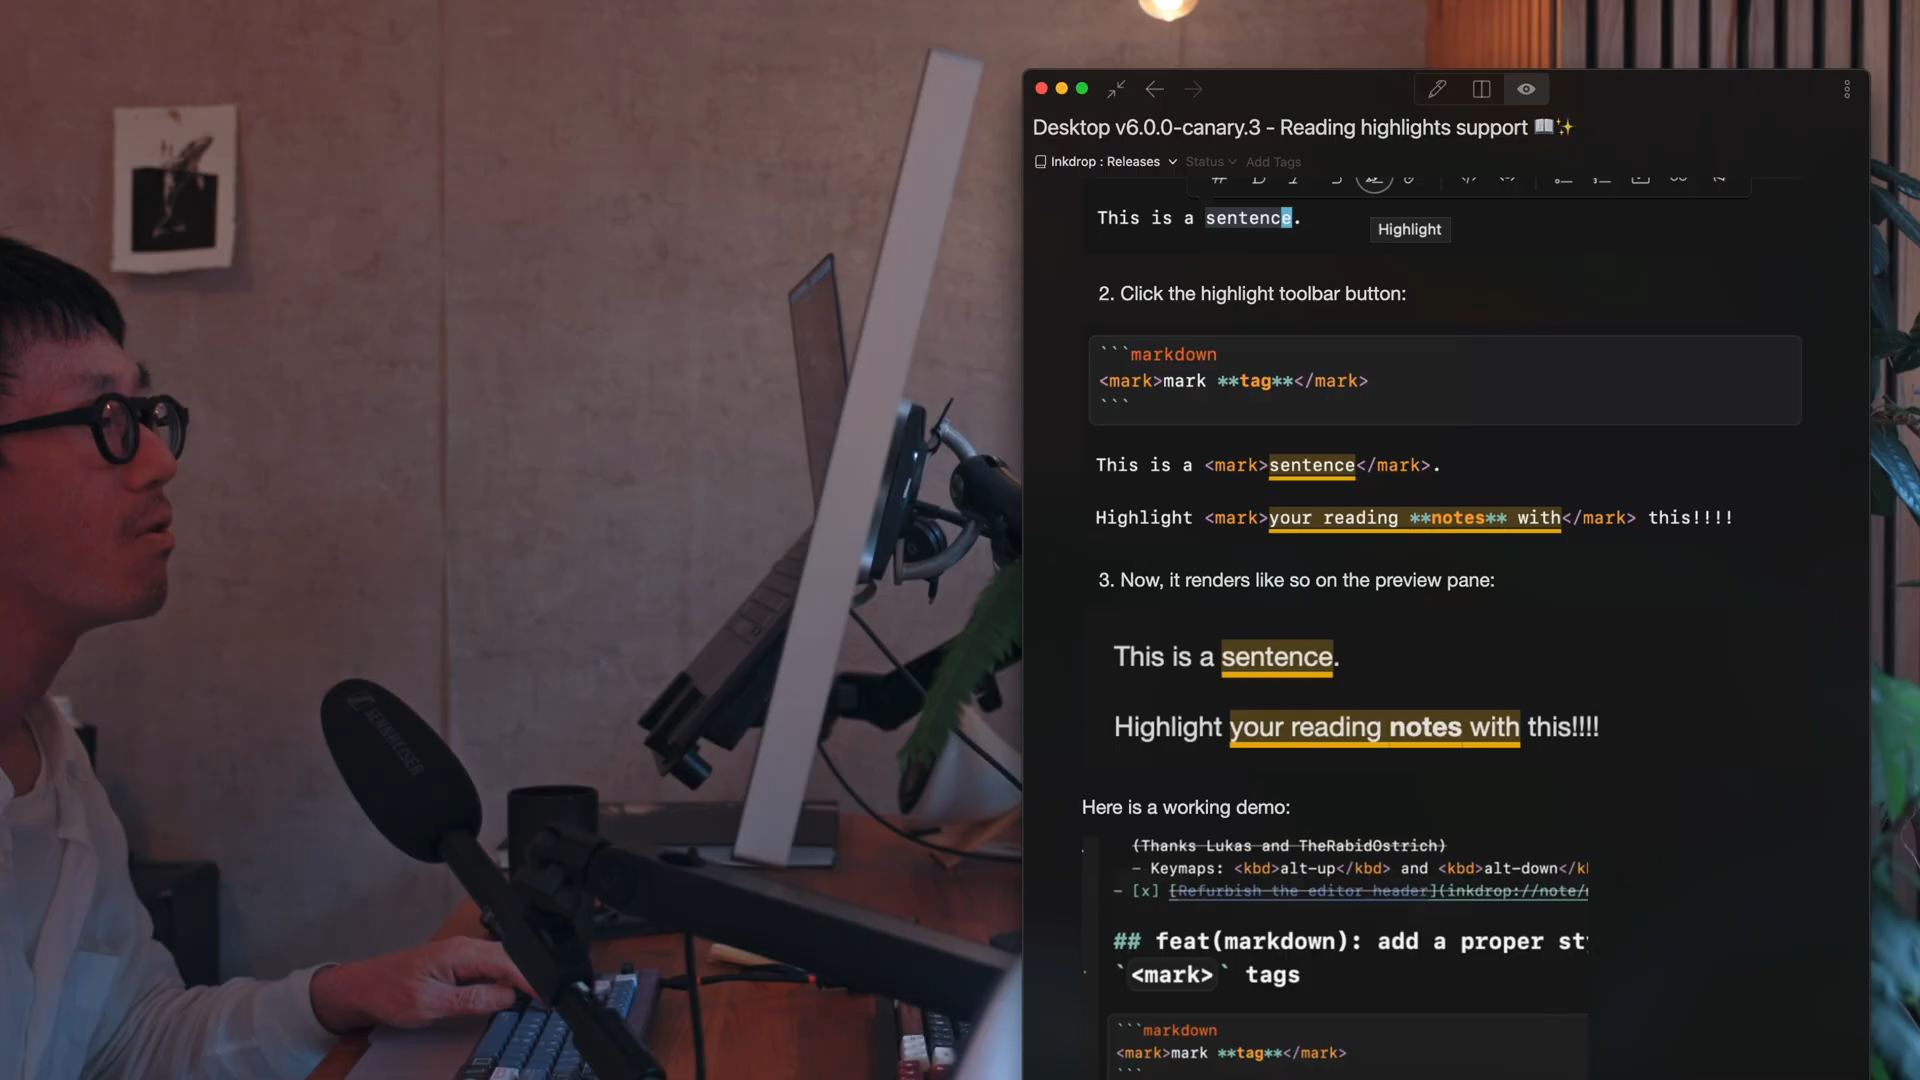 Desktop v6.0.0-canary.3 - Reading highlights support 📖✨
Inkdrop : Releases Status Add Tags
This is a sentence.
Highlight
2. Click the highlight toolbar button:
```markdown
<mark>mark **tag**</mark>
```
This is a <mark>sentence</mark>.
Highlight <mark>your reading **notes** with</mark> this!!!!
3. Now, it renders like so on the preview pane:
This is a sentence.
Highlight your reading notes with this!!!!
Here is a working demo:
(Thanks Lukas and TheRabidOstrich)
- Keymaps: <kbd>alt-up</kbd> and <kbd>alt-down</k
- [x] [Refurbish the editor header](inkdrop://note/
## feat(markdown): add a proper st
`<mark>` tags
```markdown
<mark>mark **tag**</mark>
```
SENNHEISER